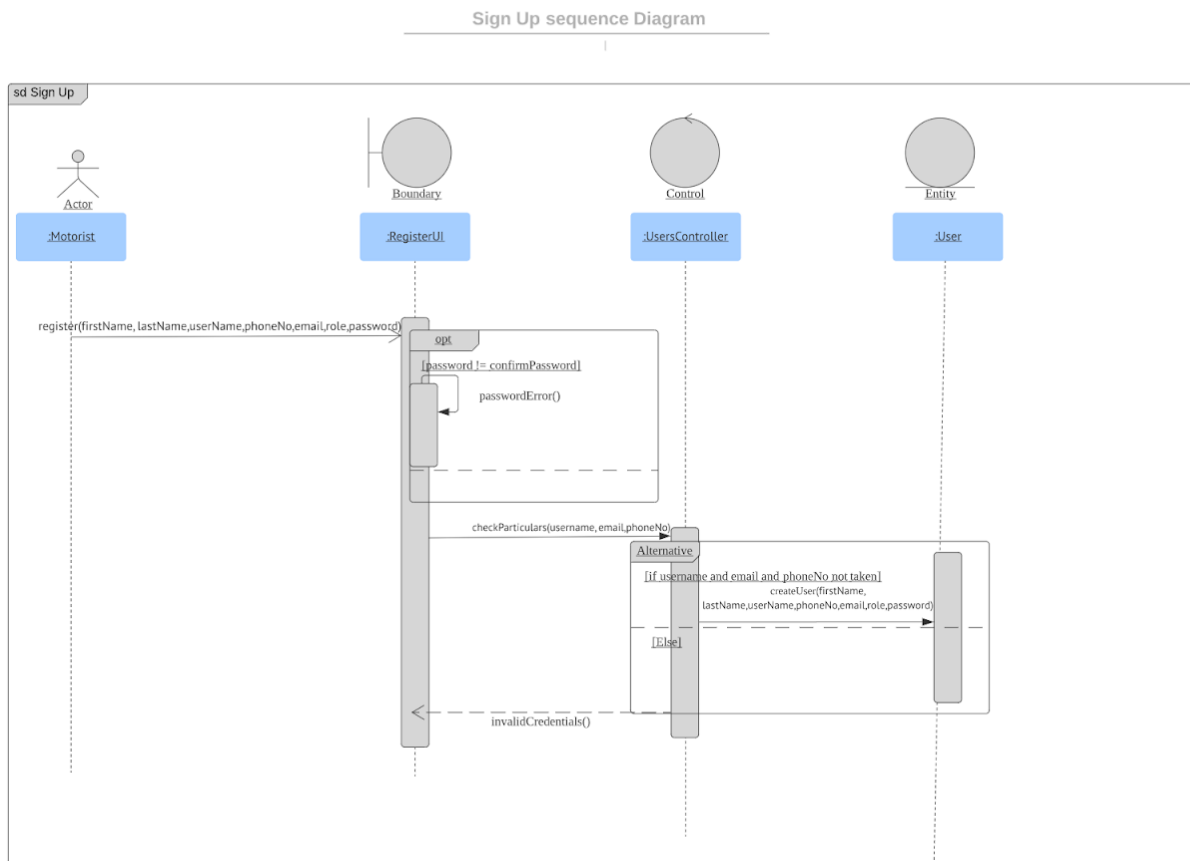 Sign Up sequence Diagram
sd Sign Up
Actor
Boundary
Control
Entity
:Motorist
:RegisterUI
:UsersController
:User
register(firstName, lastName,userName,phoneNo,email,role,password)
opt
[password != confirmPassword]
passwordError()
checkParticulars(username, email,phoneNo)
Alternative
[if username and email and phoneNo not taken]
createUser(firstName,
lastName,userName,phoneNo,email,role,password)
[Else]
invalidCredentials()